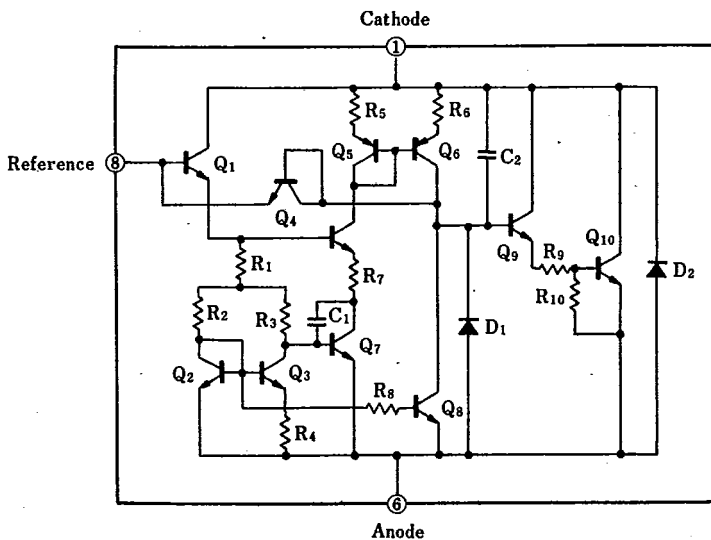 Cathode
①
R5
R6
Q5
Q6
C2
Reference ⑧
Q1
Q4
Q9
R9
Q10
R1
R7
R10
D2
R2
R3
C1
D1
Q7
Q2
Q3
R8
Q8
R4
⑥
Anode